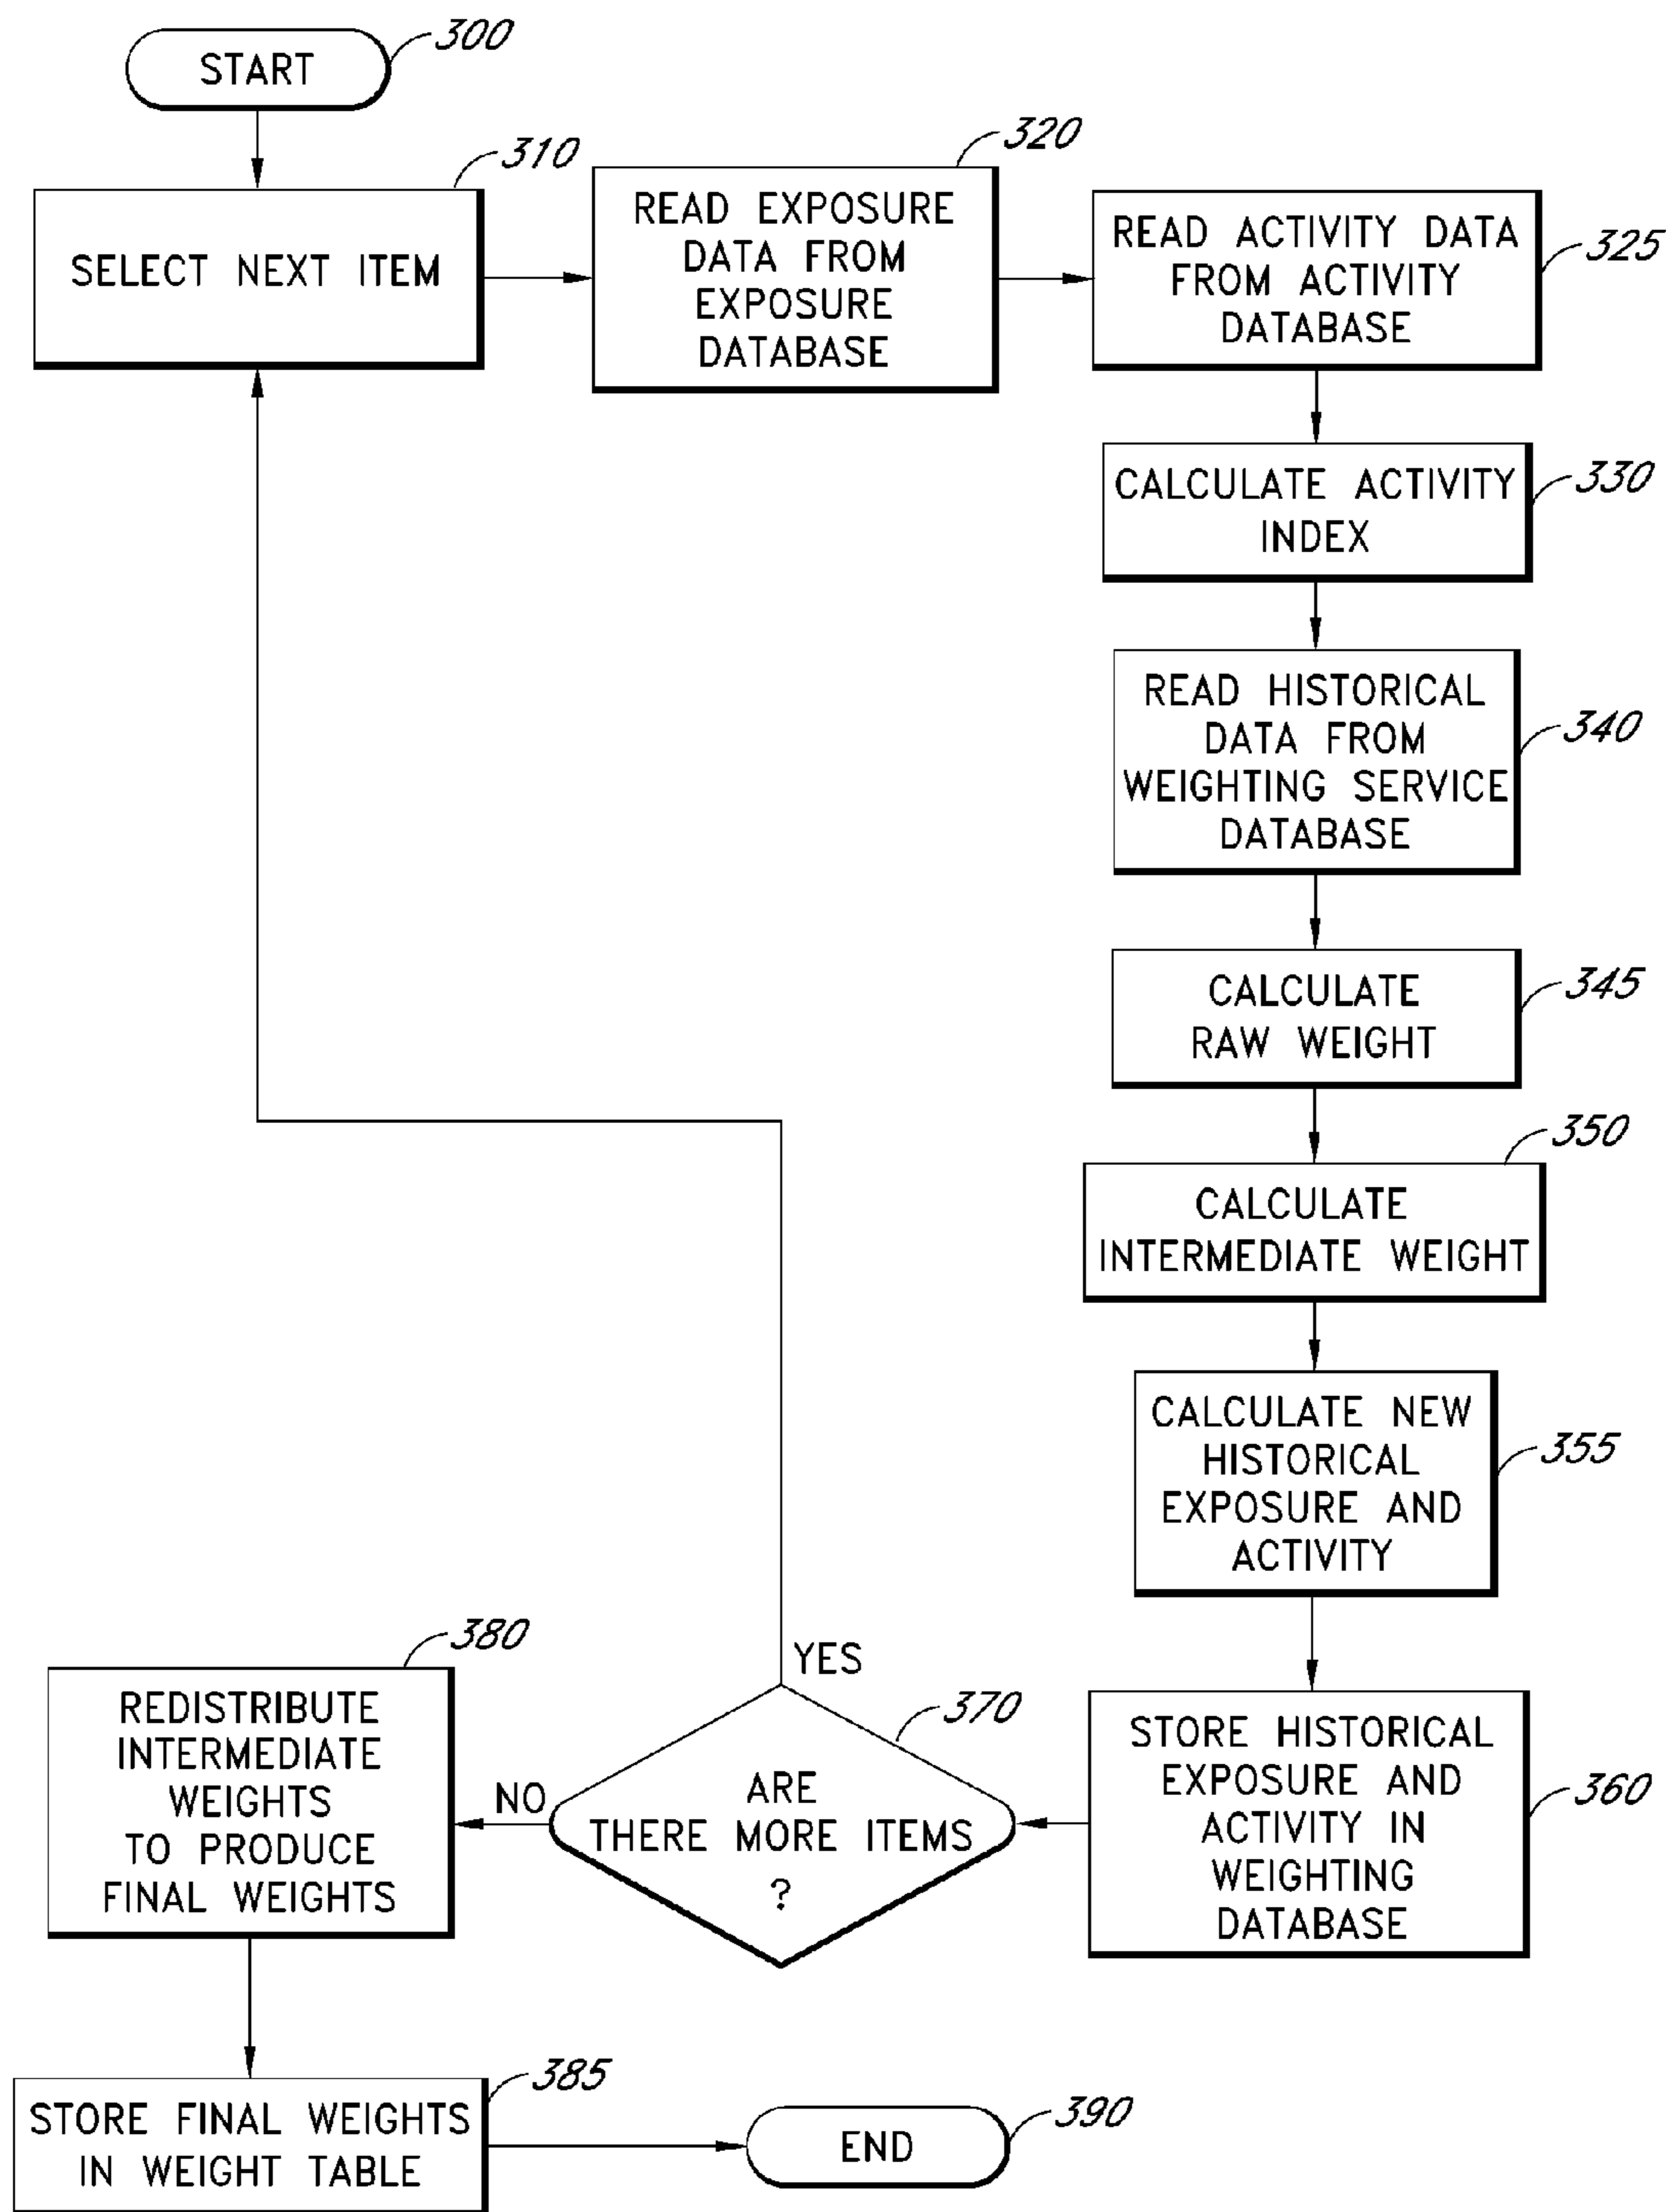 START
300
SELECT NEXT ITEM
310
READ EXPOSURE
DATA FROM
EXPOSURE
DATABASE
320
READ ACTIVITY DATA
FROM ACTIVITY
DATABASE
325
CALCULATE ACTIVITY
INDEX
330
READ HISTORICAL
DATA FROM
WEIGHTING SERVICE
DATABASE
340
CALCULATE
RAW WEIGHT
345
CALCULATE
INTERMEDIATE WEIGHT
350
CALCULATE NEW
HISTORICAL
EXPOSURE AND
ACTIVITY
355
STORE HISTORICAL
EXPOSURE AND
ACTIVITY IN
WEIGHTING
DATABASE
360
ARE
THERE MORE ITEMS
?
370
YES
NO
REDISTRIBUTE
INTERMEDIATE
WEIGHTS
TO PRODUCE
FINAL WEIGHTS
380
STORE FINAL WEIGHTS
IN WEIGHT TABLE
385
END
390